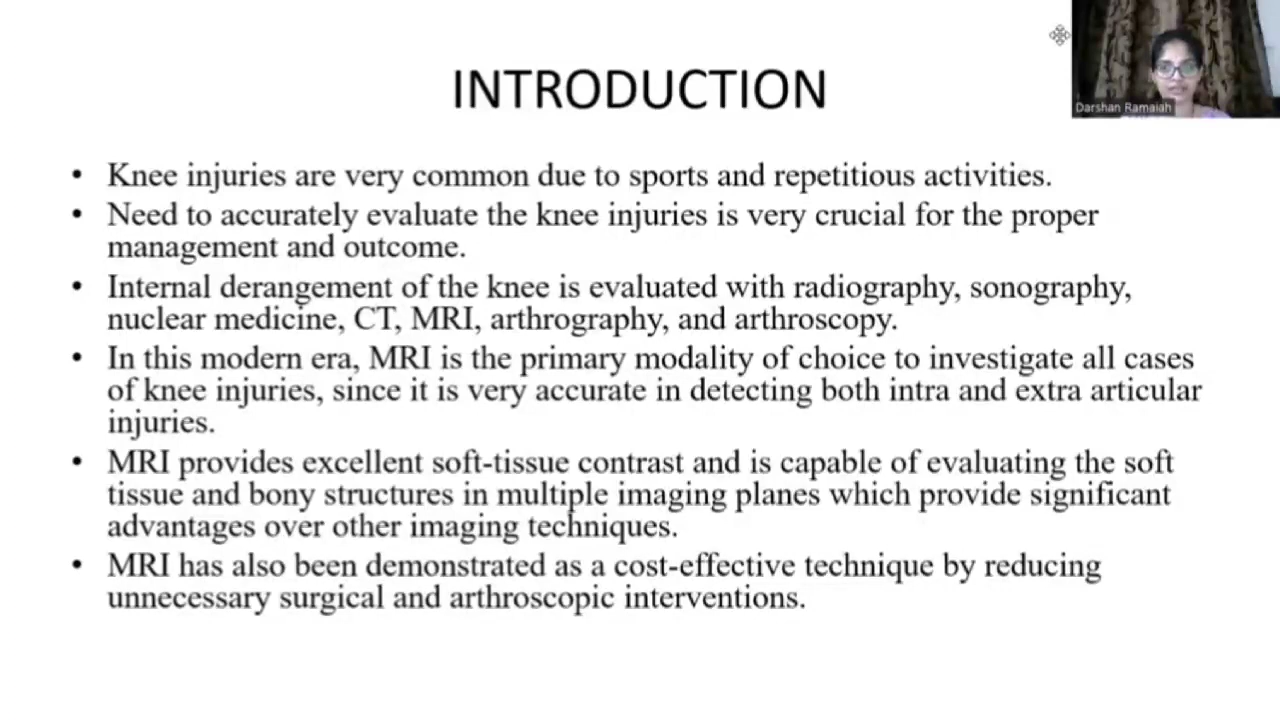 INTRODUCTION
Darshan Ramaiah
• Knee injuries are very common due to sports and repetitious activities.
• Need to accurately evaluate the knee injuries is very crucial for the proper
management and outcome.
• Internal derangement of the knee is evaluated with radiography, sonography,
nuclear medicine, CT, MRI, arthrography, and arthroscopy.
• In this modern era, MRI is the primary modality of choice to investigate all cases
of knee injuries, since it is very accurate in detecting both intra and extra articular
injuries.
• MRI provides excellent soft-tissue contrast and is capable of evaluating the soft
tissue and bony structures in multiple imaging planes which provide significant
advantages over other imaging techniques.
• MRI has also been demonstrated as a cost-effective technique by reducing
unnecessary surgical and arthroscopic interventions.